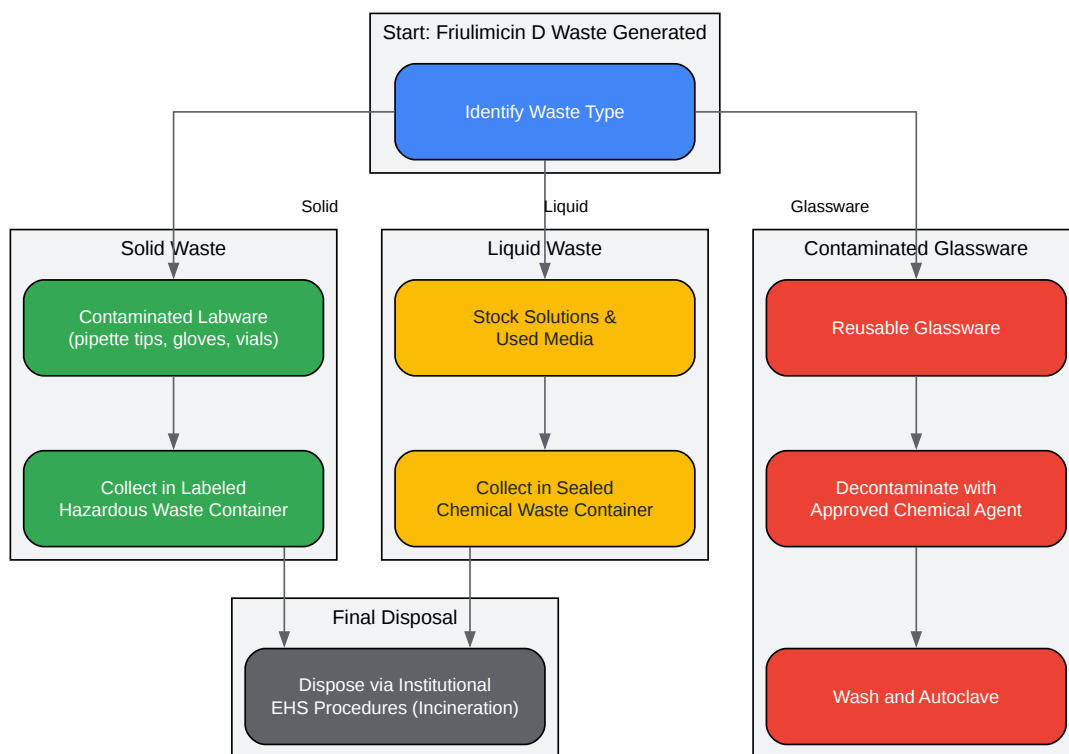 Start: Friulimicin D Waste Generated
Identify Waste Type
Solid
Liquid
Glassware
Solid Waste
Contaminated Labware
(pipette tips, gloves, vials)
Collect in Labeled
Hazardous Waste Container
Liquid Waste
Stock Solutions &
Used Media
Collect in Sealed
Chemical Waste Container
Contaminated Glassware
Reusable Glassware
Decontaminate with
Approved Chemical Agent
Wash and Autoclave
Final Disposal
Dispose via Institutional
EHS Procedures (Incineration)